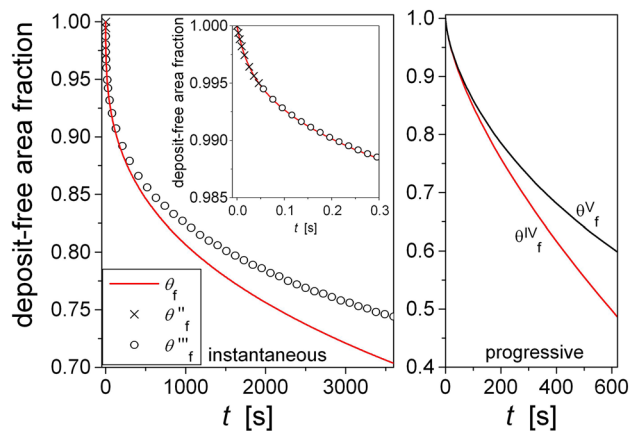 deposit-free area fraction
1.00
0.95
0.90
0.85
0.80
0.75
0.70
0 1000 2000 3000
t [s]
deposit-free area fraction
1.000
0.995
0.990
0.985
0.0 0.1 0.2 0.3
t [s]
θf
θ''f
θ'''f
instantaneous
1.0
0.9
0.8
0.7
0.6
0.5
0.4
θVf
θIVf
progressive
0 200 400 600
t [s]